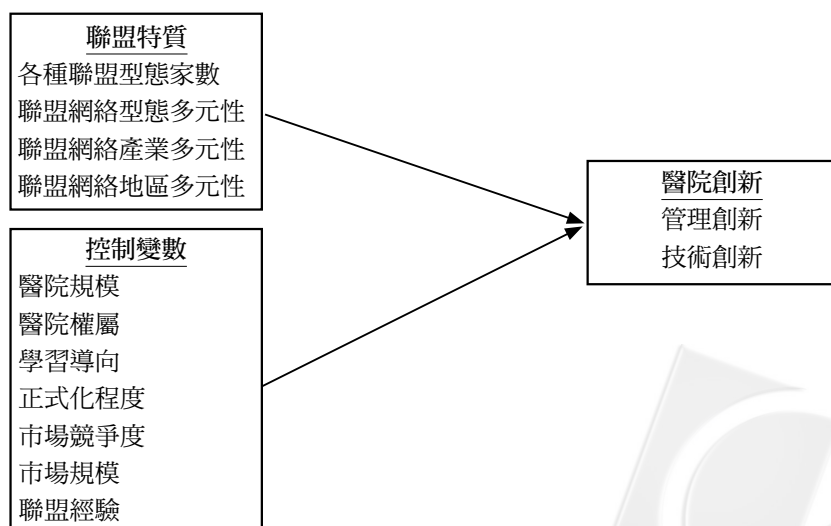 聯盟特質
各種聯盟型態家數
聯盟網絡型態多元性
聯盟網絡產業多元性
聯盟網絡地區多元性
控制變數
醫院規模
醫院權屬
學習導向
正式化程度
市場競爭度
市場規模
聯盟經驗
醫院創新
管理創新
技術創新